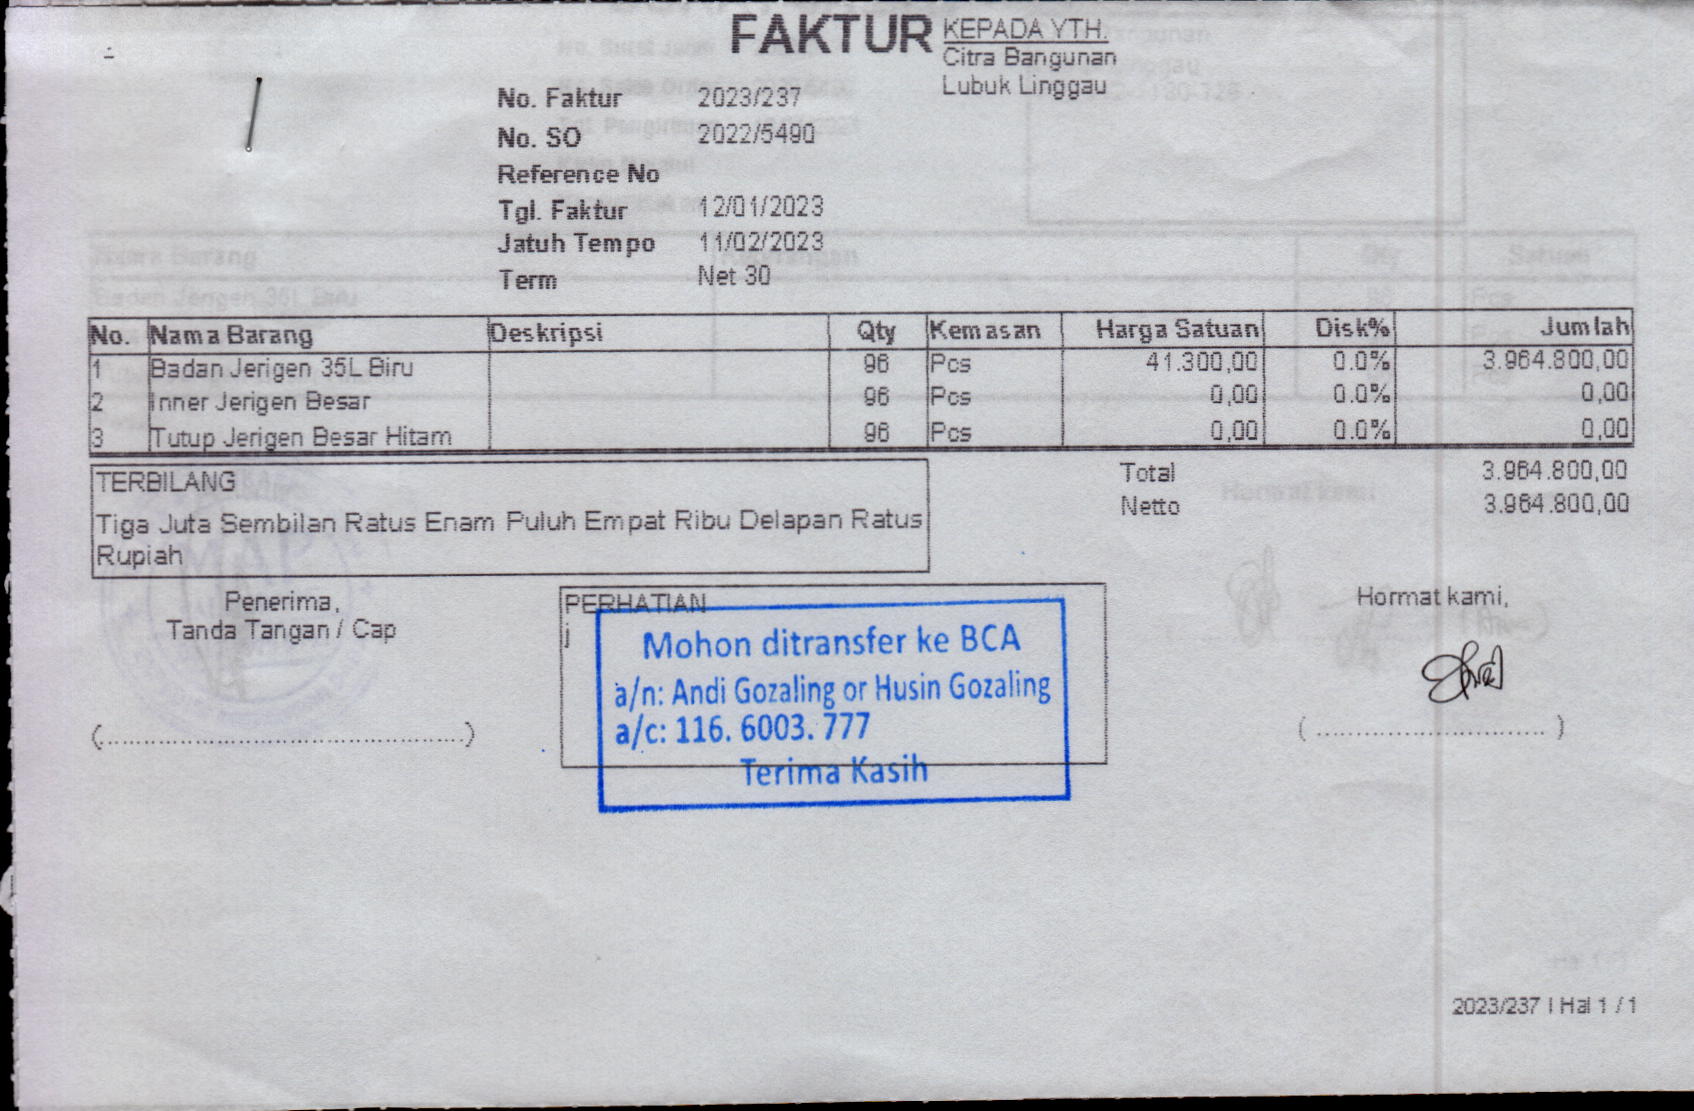 FAKTUR
KEPADA YTH.
Citra Bangunan
Lubuk Linggau
No. Faktur 2023/237
No. SO 2022/5490
Reference No
Tgl. Faktur 12/01/2023
Jatuh Tempo 11/02/2023
Term Net 30
No. Nama Barang Deskripsi Qty Kemasan Harga Satuan Disk% Jumlah
1 Badan Jerigen 35L Biru 96 Pcs 41.300,00 0.0% 3.964.800,00
2 Inner Jerigen Besar 96 Pcs 0,00 0.0% 0,00
3 Tutup Jerigen Besar Hitam 96 Pcs 0,00 0.0% 0,00
TERBILANG
Tiga Juta Sembilan Ratus Enam Puluh Empat Ribu Delapan Ratus
Rupiah
Total 3.964.800,00
Netto 3.964.800,00
Penerima,
Tanda Tangan / Cap
(............................................)
PERHATIAN
j
Mohon ditransfer ke BCA
a/n: Andi Gozaling or Husin Gozaling
a/c: 116. 6003. 777
Terima Kasih
Hormat kami,
(............................)
2023/237 | Hal 1 / 1